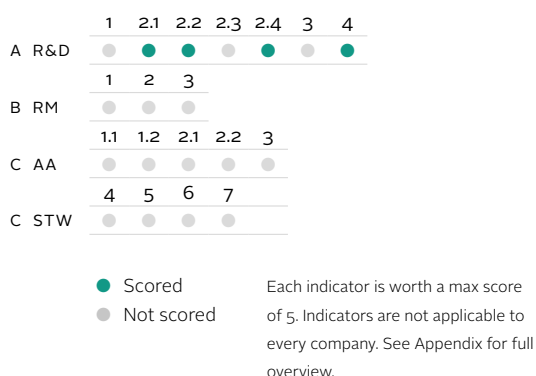 1 2.1 2.2 2.3 2.4 3 4
A R&D
1 2 3
B RM
1.1 1.2 2.1 2.2 3
C AA
4 5 6 7
C STW
Scored
Not scored
Each indicator is worth a max score
of 5. Indicators are not applicable to
every company. See Appendix for full
overview.